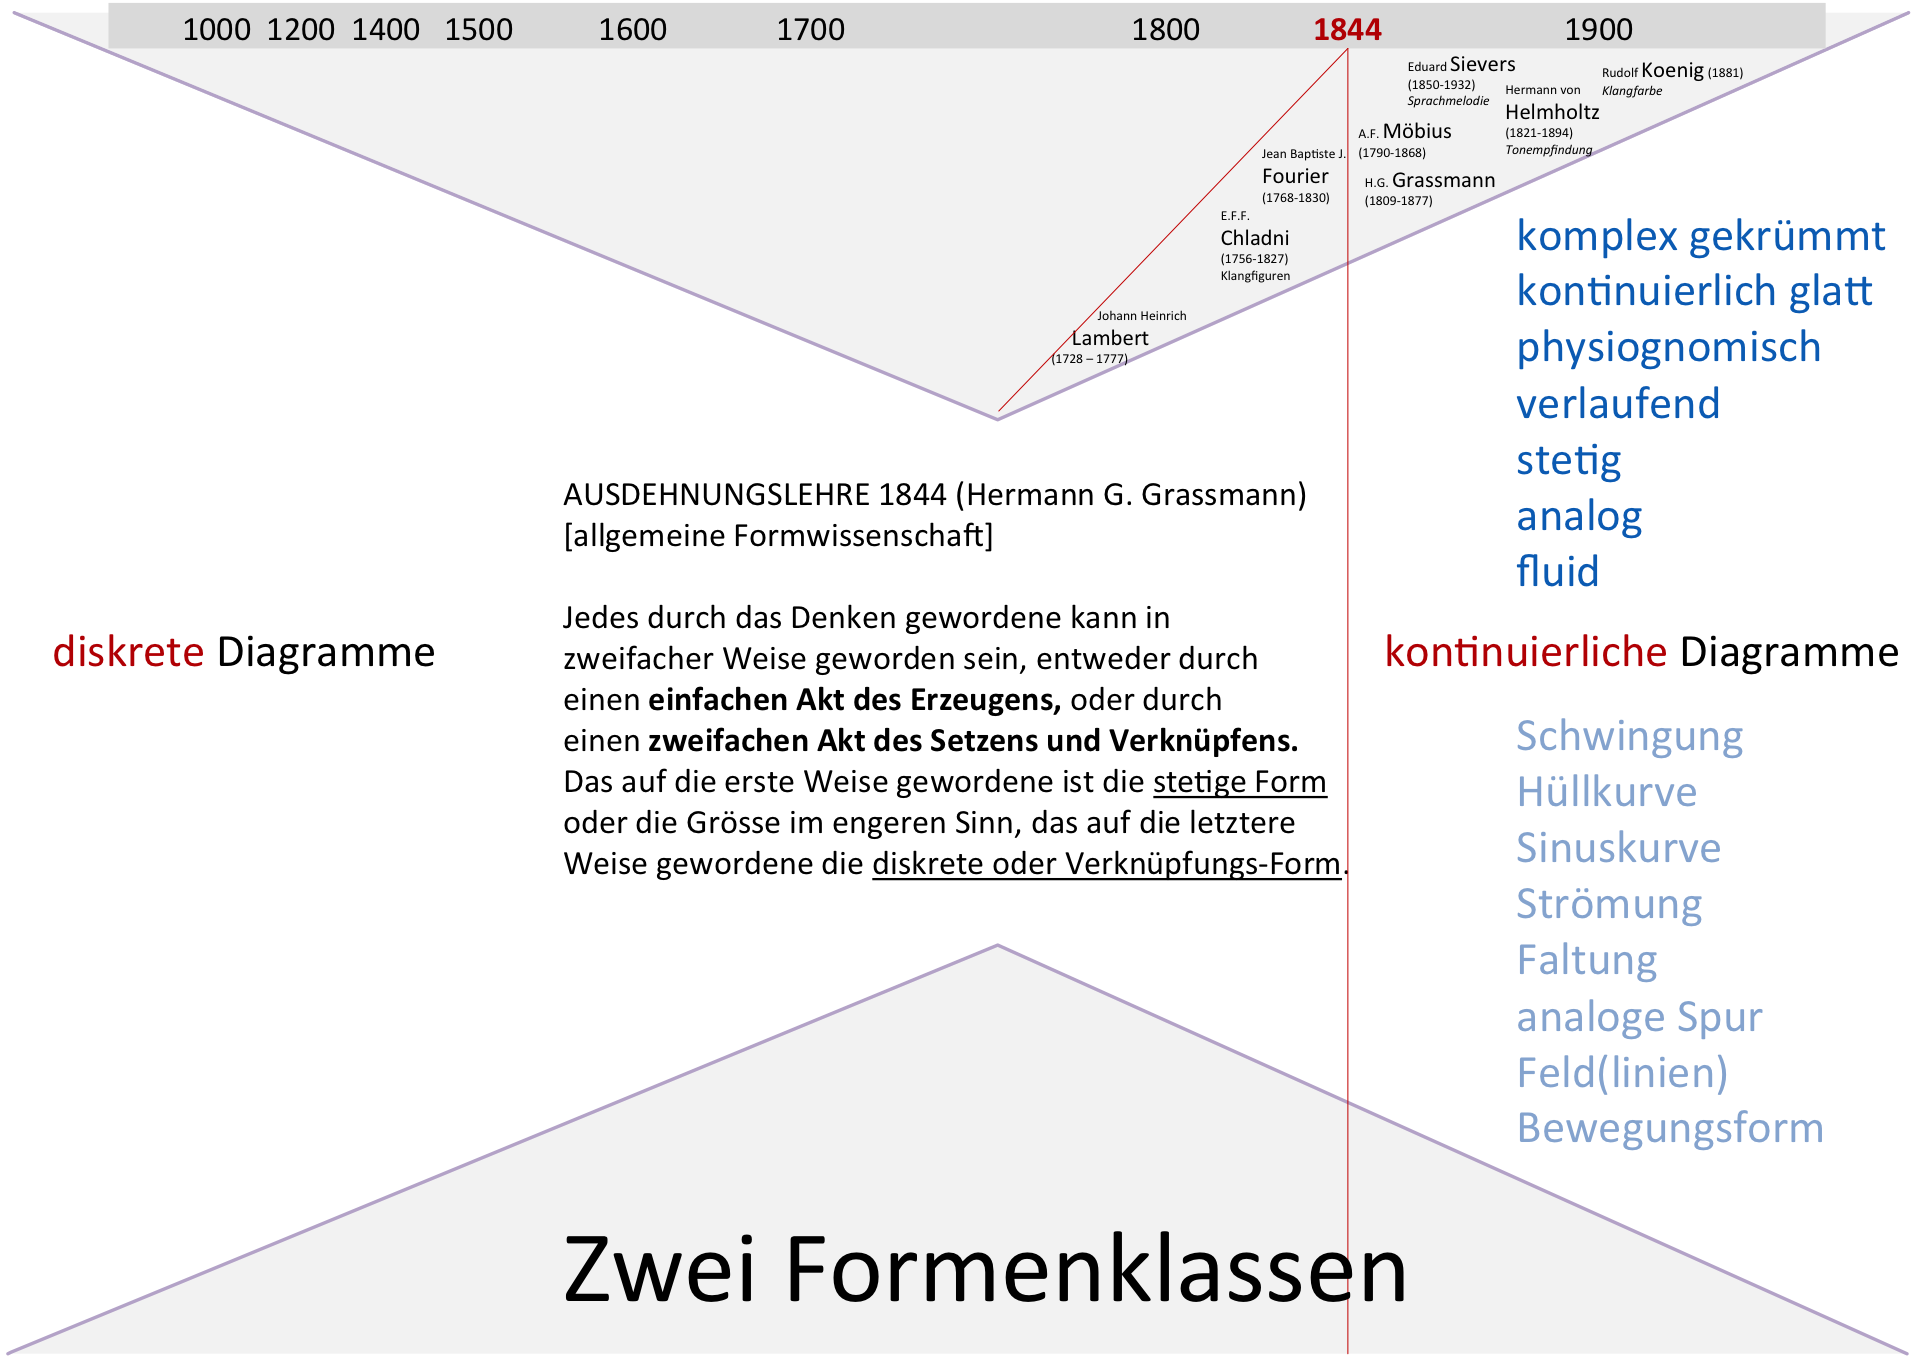 1000 1200 1400 1500 1600 1700 1800 1844 1900
Eduard Sievers
(1850-1932)
Sprachmelodie
Rudolf Koenig (1881)
Klangfarbe
Hermann von
Helmholtz
(1821-1894)
Tonempfindung
A.F. Möbius
(1790-1868)
Jean Baptiste J.
Fourier
(1768-1830)
H.G. Grassmann
(1809-1877)
E.F.F.
Chladni
(1756-1827)
Klangfiguren
Johann Heinrich
Lambert
(1728 – 1777)
komplex gekrümmt
kontinuierlich glatt
physiognomisch
verlaufend
stetig
analog
fluid
AUSDEHNUNGSLEHRE 1844 (Hermann G. Grassmann)
[allgemeine Formwissenschaft]
Jedes durch das Denken gewordene kann in
zweifacher Weise geworden sein, entweder durch
einen einfachen Akt des Erzeugens, oder durch
einen zweifachen Akt des Setzens und Verknüpfens.
Das auf die erste Weise gewordene ist die stetige Form
oder die Grösse im engeren Sinn, das auf die letztere
Weise gewordene die diskrete oder Verknüpfungs-Form.
diskrete Diagramme
kontinuierliche Diagramme
Schwingung
Hüllkurve
Sinuskurve
Strömung
Faltung
analoge Spur
Feld(linien)
Bewegungsform
Zwei Formenklassen